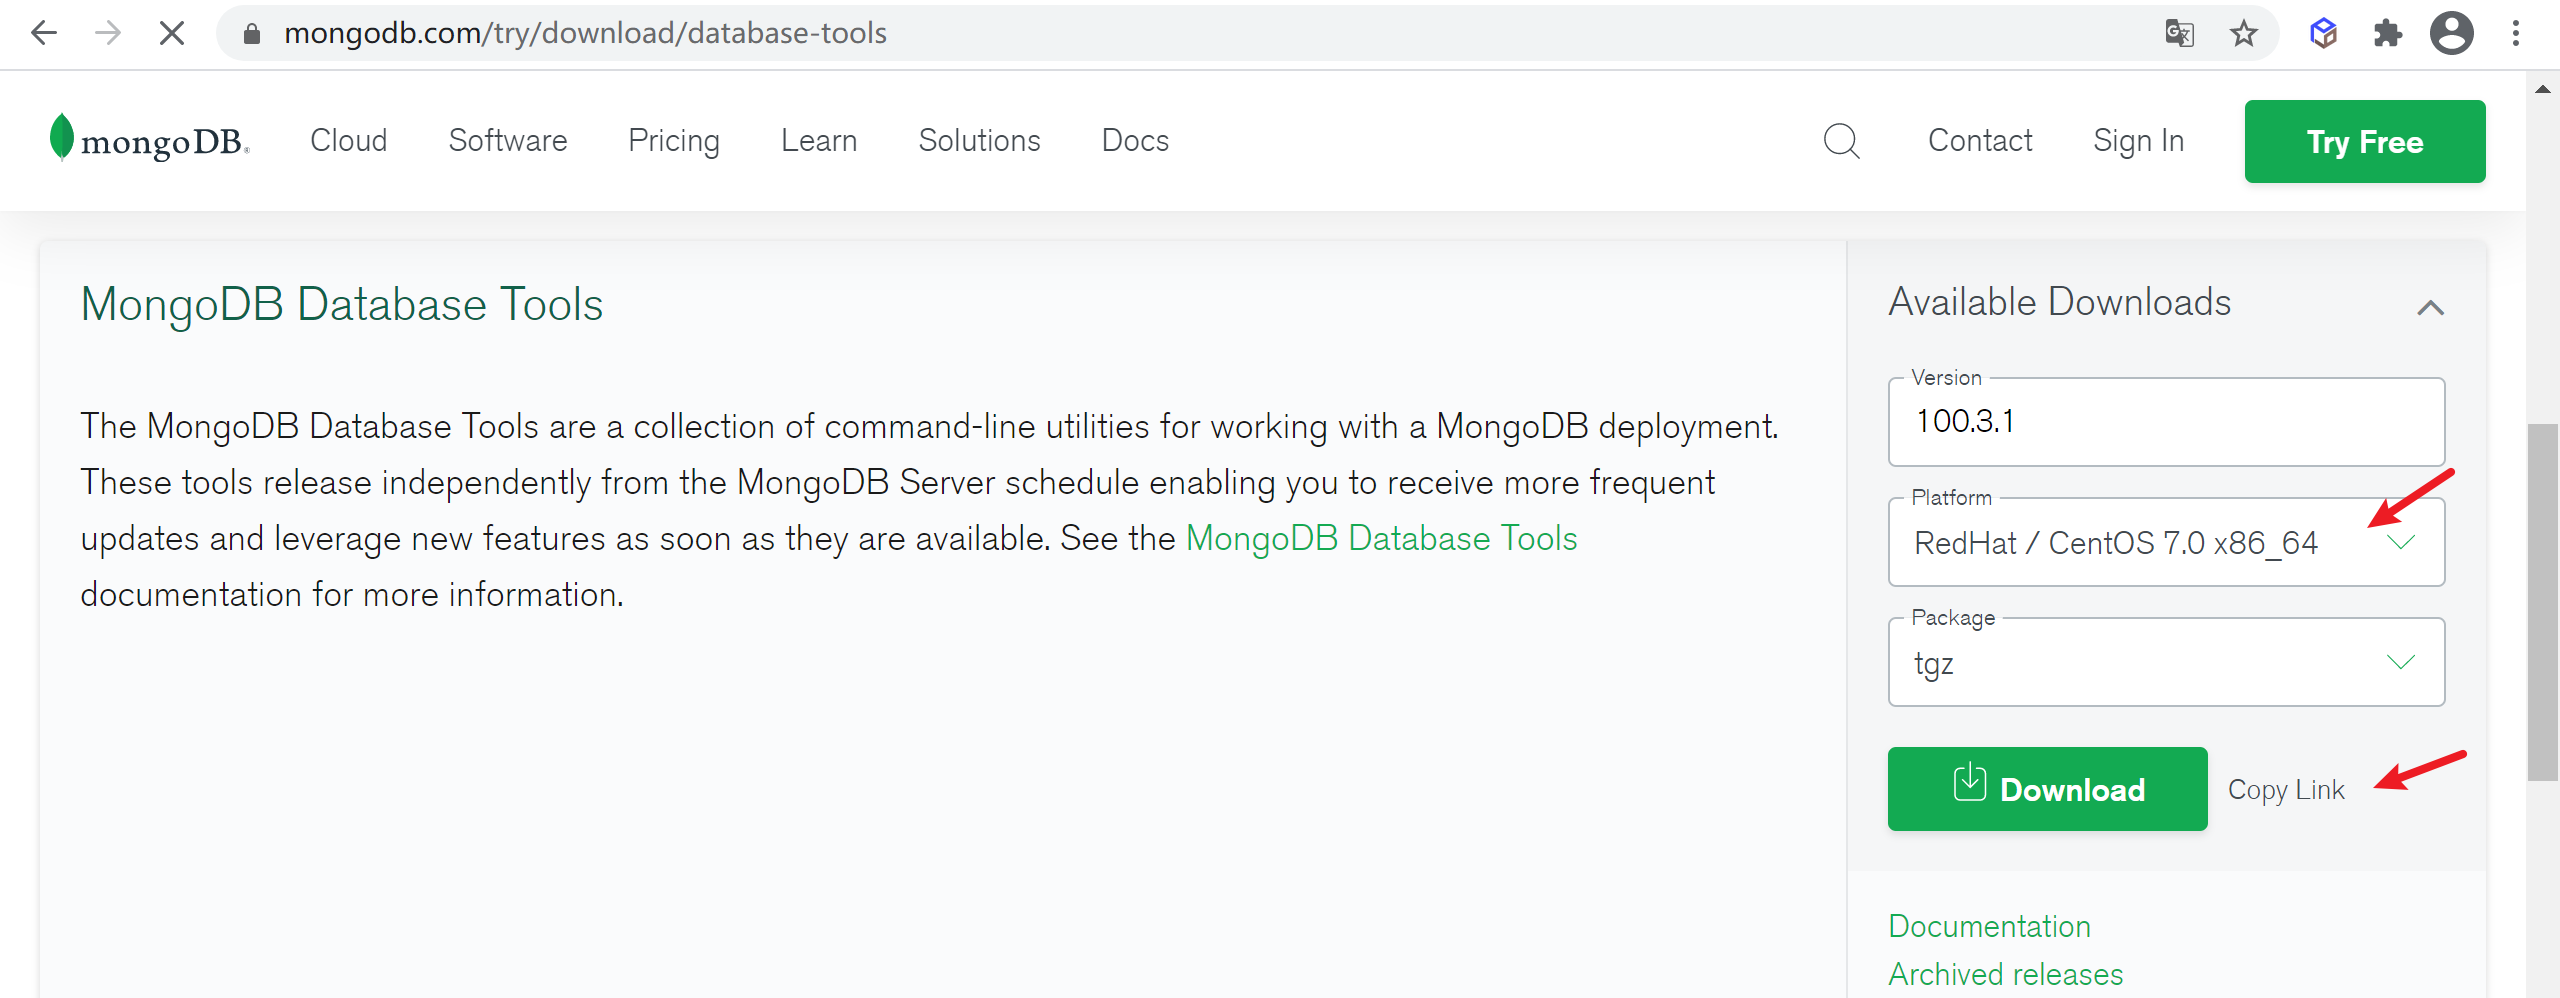 mongodb.com/try/download/database-tools
mongoDB®
Cloud
Software
Pricing
Learn
Solutions
Docs
Contact
Sign In
Try Free
MongoDB Database Tools
The MongoDB Database Tools are a collection of command-line utilities for working with a MongoDB deployment.
These tools release independently from the MongoDB Server schedule enabling you to receive more frequent
updates and leverage new features as soon as they are available. See the MongoDB Database Tools
documentation for more information.
Available Downloads
Version
100.3.1
Platform
RedHat / CentOS 7.0 x86_64
Package
tgz
Download
Copy Link
Documentation
Archived releases